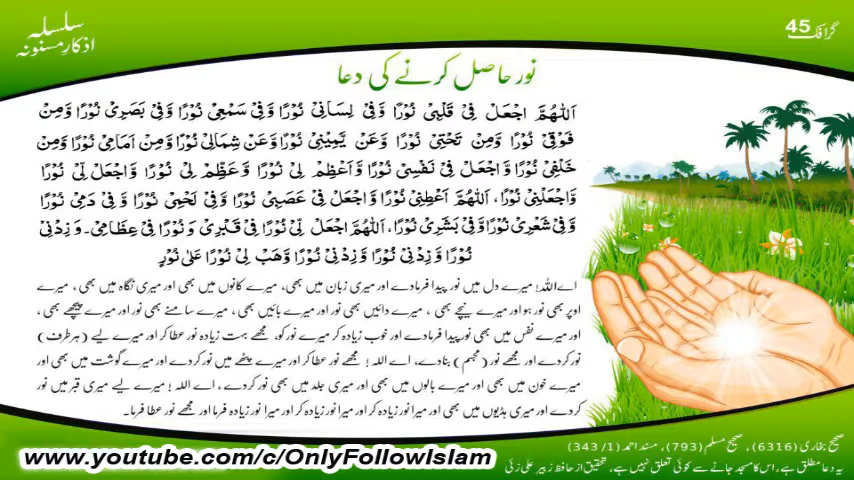 سلسلہ
اذکارِ مسنونہ
گرافک 45
نور حاصل کرنے کی دعا
اَللّٰهُمَّ اجْعَلْ فِیْ قَلْبِیْ نُوْرًا وَّفِیْ لِسَانِیْ نُوْرًا وَّفِیْ سَمْعِیْ نُوْرًا وَّفِیْ بَصَرِیْ نُوْرًا وَّمِنْ
فَوْقِیْ نُوْرًا وَّمِنْ تَحْتِیْ نُوْرًا وَّعَنْ یَّمِیْنِیْ نُوْرًا وَّعَنْ شِمَالِیْ نُوْرًا وَّمِنْ اَمَامِیْ نُوْرًا وَّمِنْ
خَلْفِیْ نُوْرًا وَّاجْعَلْ فِیْ نَفْسِیْ نُوْرًا وَّاَعْظِمْ لِیْ نُوْرًا وَّعَظِّمْ لِیْ نُوْرًا وَّاجْعَلْ لِّیْ نُوْرًا
وَّاجْعَلْنِیْ نُوْرًا، اَللّٰهُمَّ اَعْطِنِیْ نُوْرًا وَّاجْعَلْ فِیْ عَصَبِیْ نُوْرًا وَّفِیْ لَحْمِیْ نُوْرًا وَّفِیْ دَمِیْ نُوْرًا
وَّفِیْ شَعْرِیْ نُوْرًا وَّفِیْ بَشَرِیْ نُوْرًا، اَللّٰهُمَّ اجْعَلْ لِّیْ نُوْرًا فِیْ قَبْرِیْ وَنُوْرًا فِیْ عِظَامِیْ۔ وَزِدْنِیْ
نُوْرًا وَّزِدْنِیْ نُوْرًا وَّزِدْنِیْ نُوْرًا وَّهَبْ لِیْ نُوْرًا عَلٰی نُوْرٍ
اے اللہ! میرے دل میں نور پیدا فرمادے اور میری زبان میں بھی، میرے کانوں میں بھی اور میری نگاہ میں بھی، میرے
اوپر بھی نور ہو اور میرے نیچے بھی، میرے دائیں بھی نور اور میرے بائیں بھی، میرے سامنے بھی نور اور میرے پیچھے بھی،
اور میرے نفس میں بھی نور پیدا فرمادے اور خوب زیادہ کر میرے نور کو، مجھے بہت زیادہ نور عطا کر اور میرے لیے (ہر طرف)
نور کردے اور مجھے نور (مجسم) بنادے، اے اللہ! مجھے نور عطا کر اور میرے پٹھے میں نور کردے اور میرے گوشت میں بھی اور
میرے خون میں بھی اور میرے بالوں میں بھی اور میری جلد میں بھی نور کردے، اے اللہ! میرے لیے میری قبر میں نور
کردے اور میری ہڈیوں میں بھی اور میرا نور زیادہ کر اور میرا نور زیادہ کر اور میرا نور زیادہ فرما اور مجھے نور عطا فرما۔
صحیح بخاری (6316)، صحیح مسلم (793)، مسند احمد (343/1)
یہ دعا مطلق ہے، اس کا مسجد جانے سے کوئی تعلق نہیں ہے، تحقیق از حافظ زبیر علی زئی
www.youtube.com/c/OnlyFollowIslam